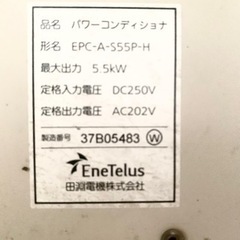 品名 パワーコンディショナ
形名 EPC-A-S55P-H
最大出力 5.5kW
定格入力電圧 DC250V
定格出力電圧 AC202V
製造番号 37B05483 W
EneTelus
田淵電機株式会社